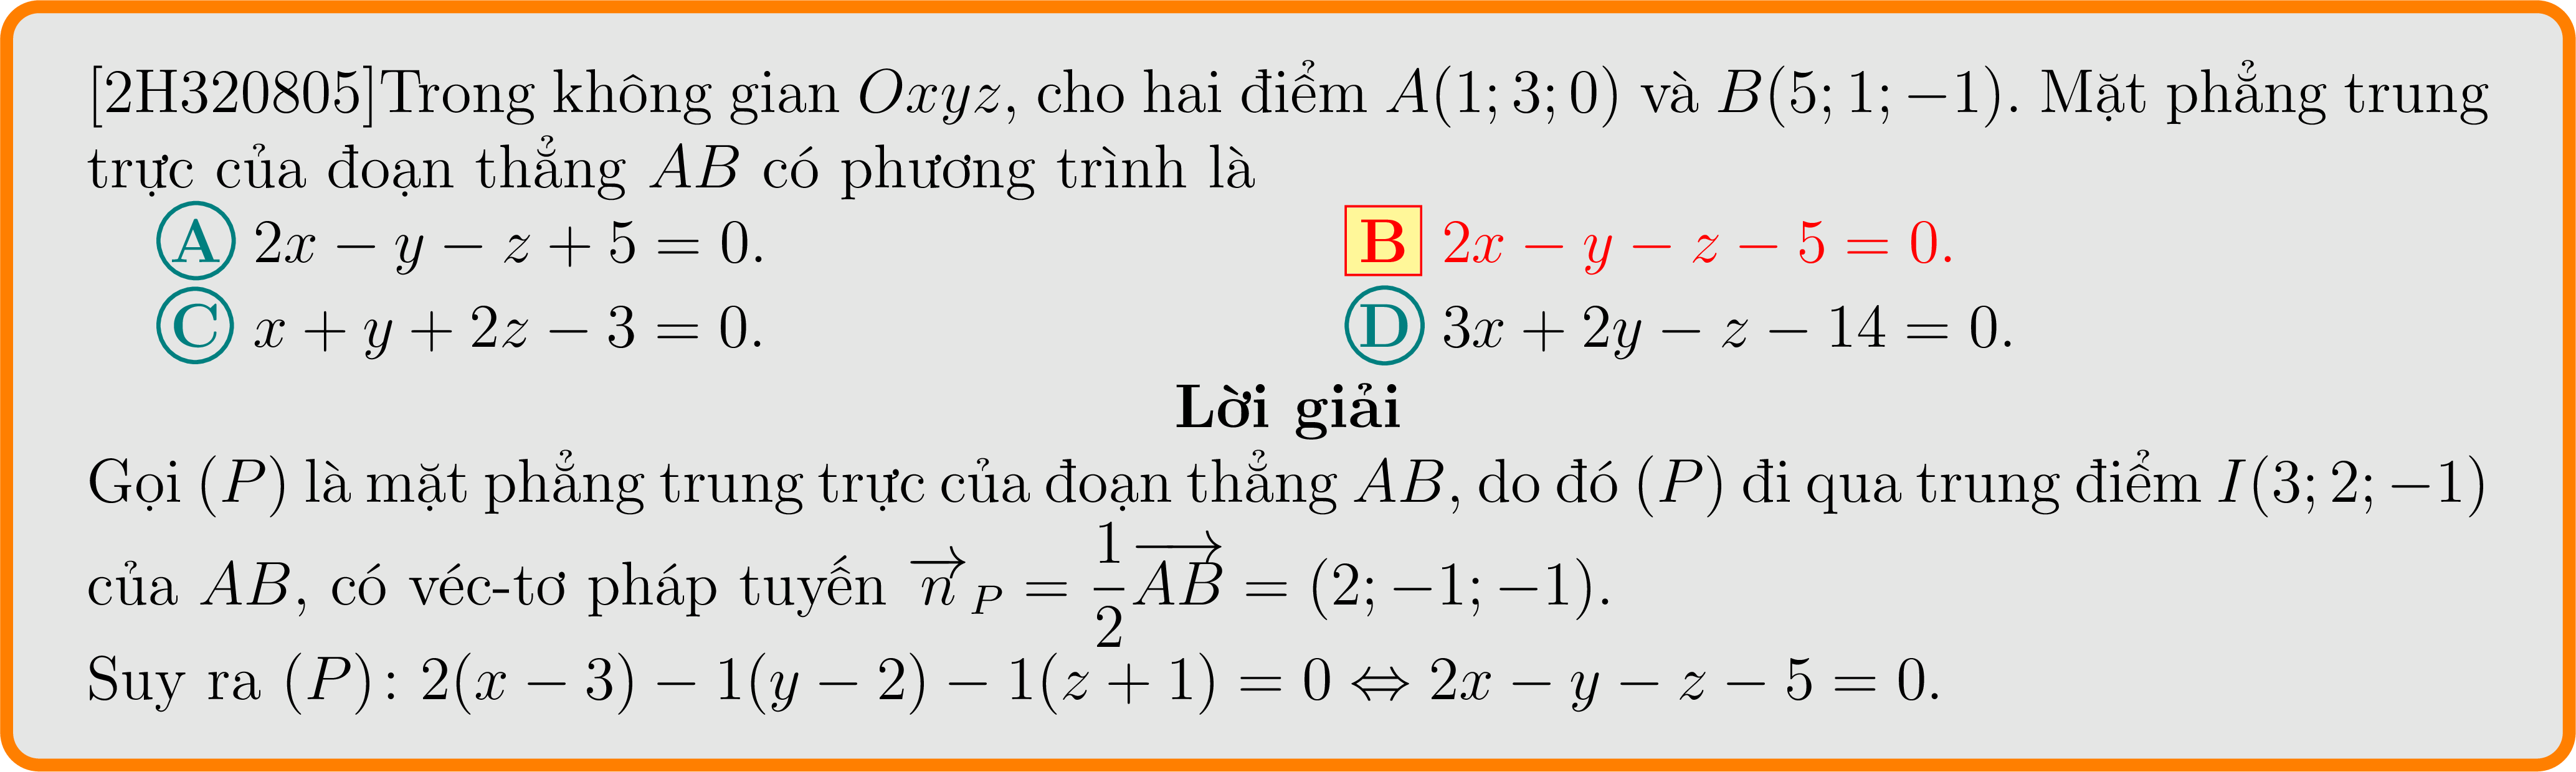 [2H320805]Trong không gian Oxyz, cho hai điểm A(1; 3; 0) và B(5; 1; −1). Mặt phẳng trung
trực của đoạn thẳng AB có phương trình là
A 2x − y − z + 5 = 0. B 2x − y − z − 5 = 0.
C x + y + 2z − 3 = 0. D 3x + 2y − z − 14 = 0.
Lời giải
Gọi (P) là mặt phẳng trung trực của đoạn thẳng AB, do đó (P) đi qua trung điểm I(3; 2; −1)
của AB, có véc-tơ pháp tuyến $\overrightarrow{n}_P = \dfrac{1}{2}\overrightarrow{AB} = (2; −1; −1)$.
Suy ra (P): 2(x − 3) − 1(y − 2) − 1(z + 1) = 0 ⇔ 2x − y − z − 5 = 0.